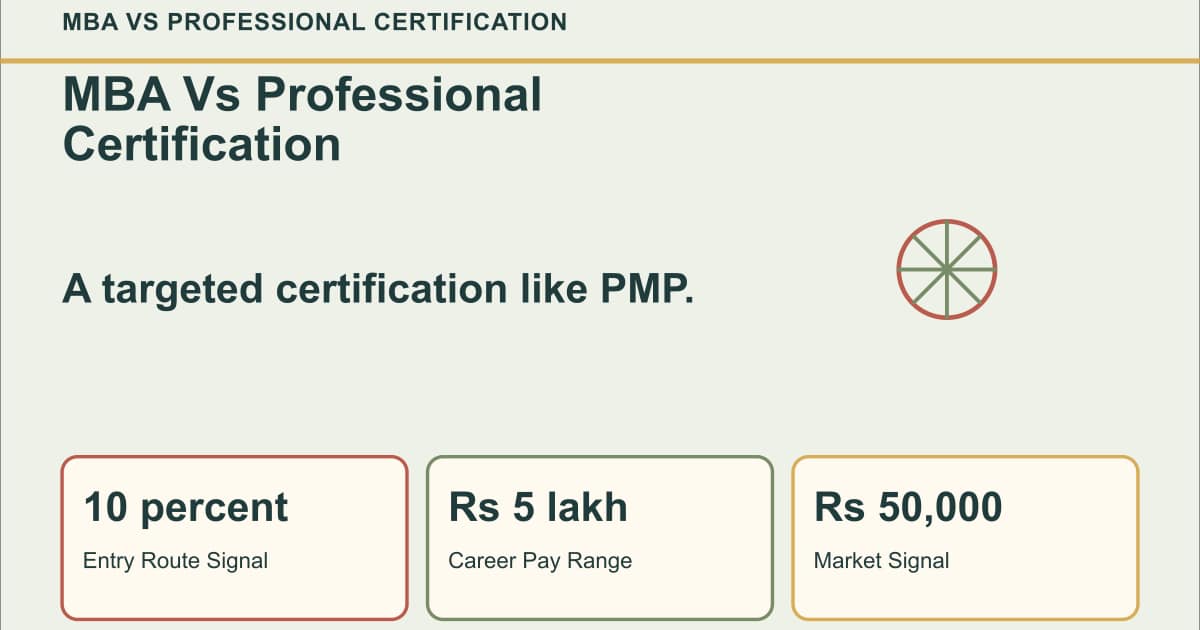 MBA VS PROFESSIONAL CERTIFICATION
MBA Vs Professional
Certification
A targeted certification like PMP.
10 percent
Entry Route Signal
Rs 5 lakh
Career Pay Range
Rs 50,000
Market Signal